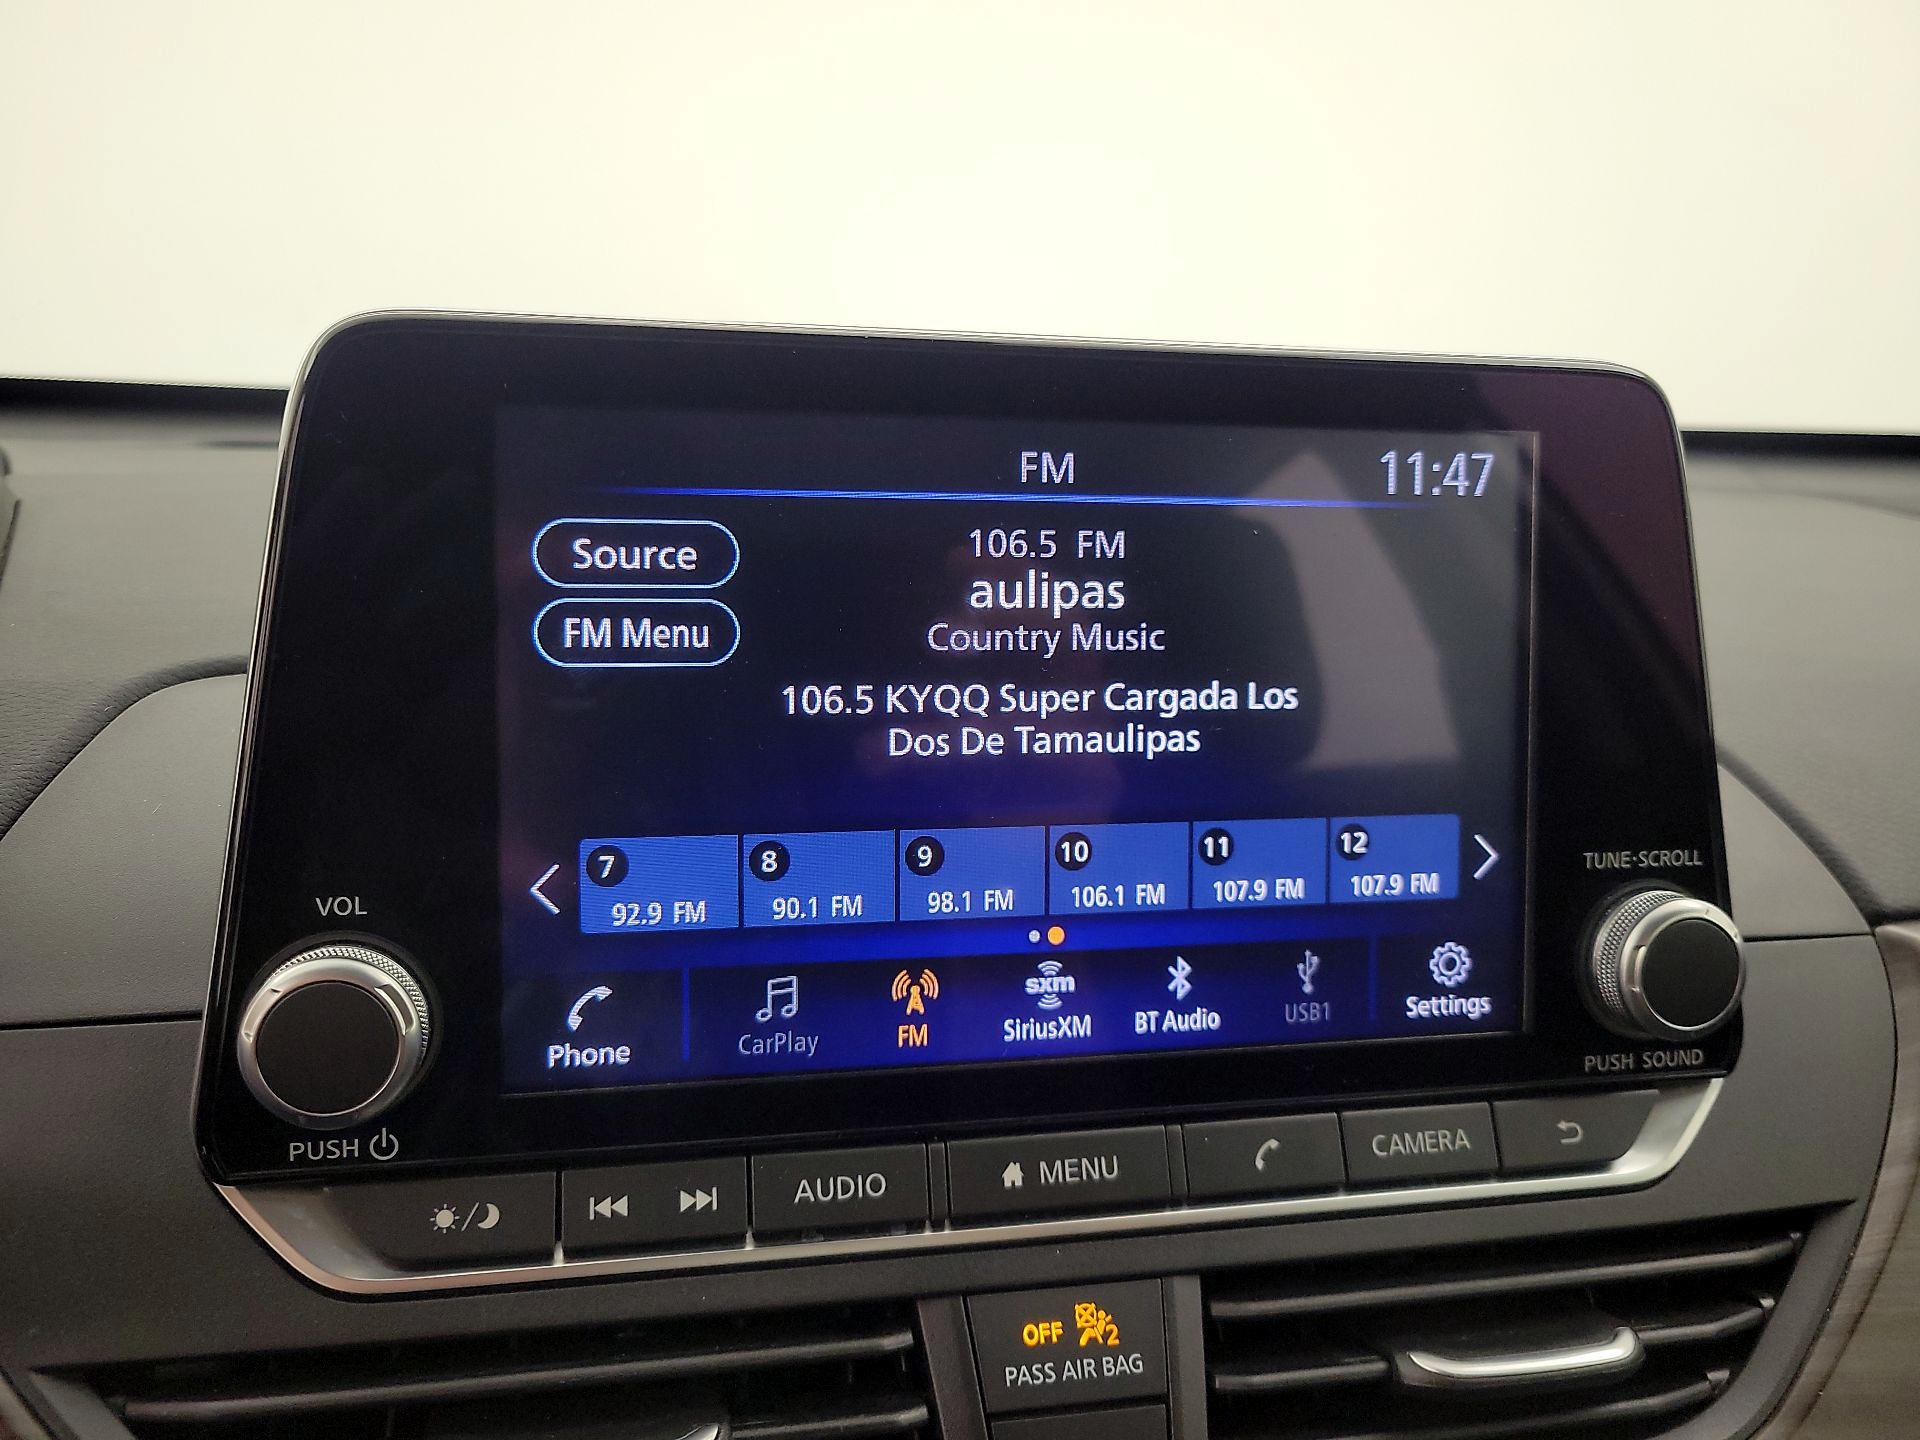 FM
11:47
Source
106.5 FM
aulipas
FM Menu
Country Music
106.5 KYQQ Super Cargada Los
Dos De Tamaulipas
7
8
9
10
11
12
92.9 FM
90.1 FM
98.1 FM
106.1 FM
107.9 FM
107.9 FM
VOL
TUNE·SCROLL
Phone
CarPlay
FM
sxm
SiriusXM
BT Audio
USB1
Settings
PUSH
PUSH SOUND
AUDIO
MENU
CAMERA
OFF
2
PASS AIR BAG